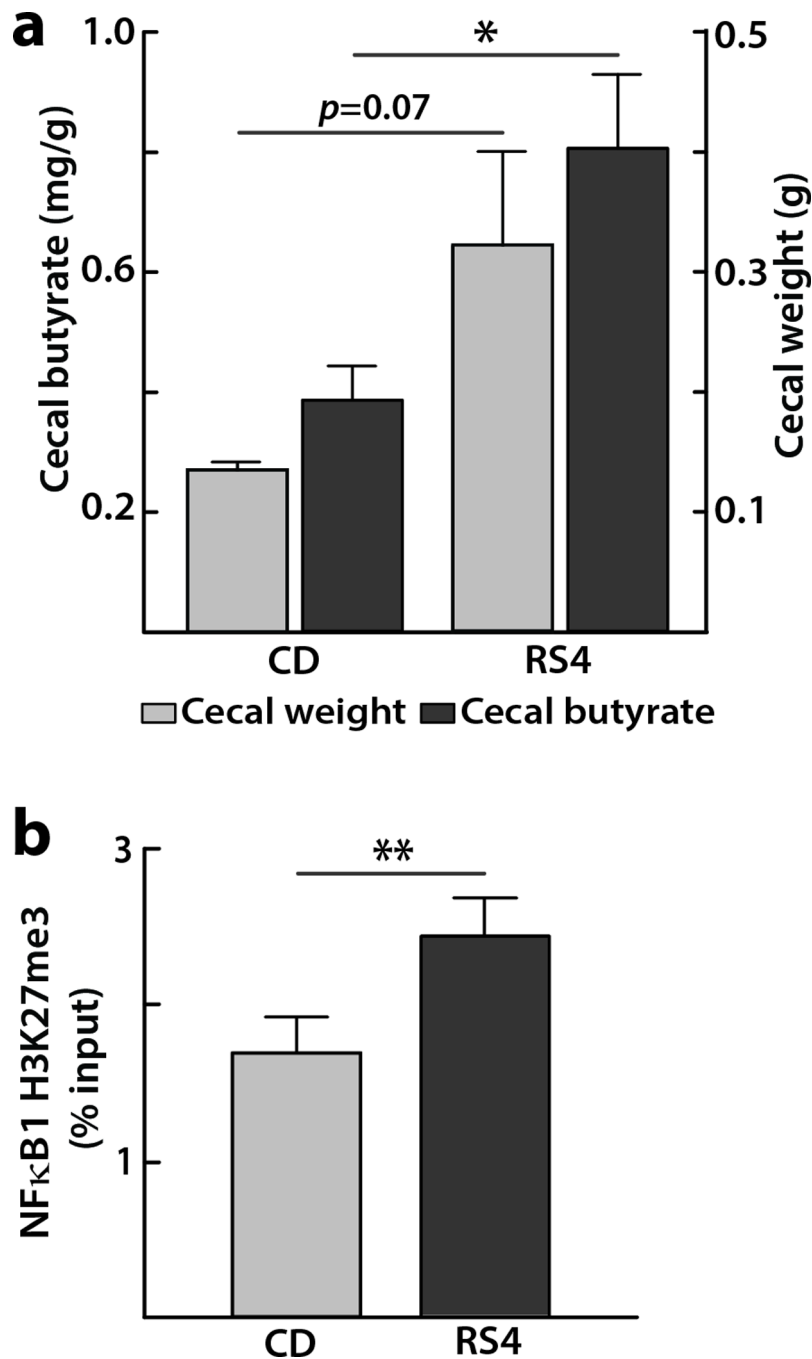 a
1.0
0.6
0.2
Cecal butyrate (mg/g)
*
p=0.07
0.5
0.3
0.1
Cecal weight (g)
CD RS4
Cecal weight Cecal butyrate
b
3
1
NFκB1 H3K27me3
(% input)
**
CD RS4